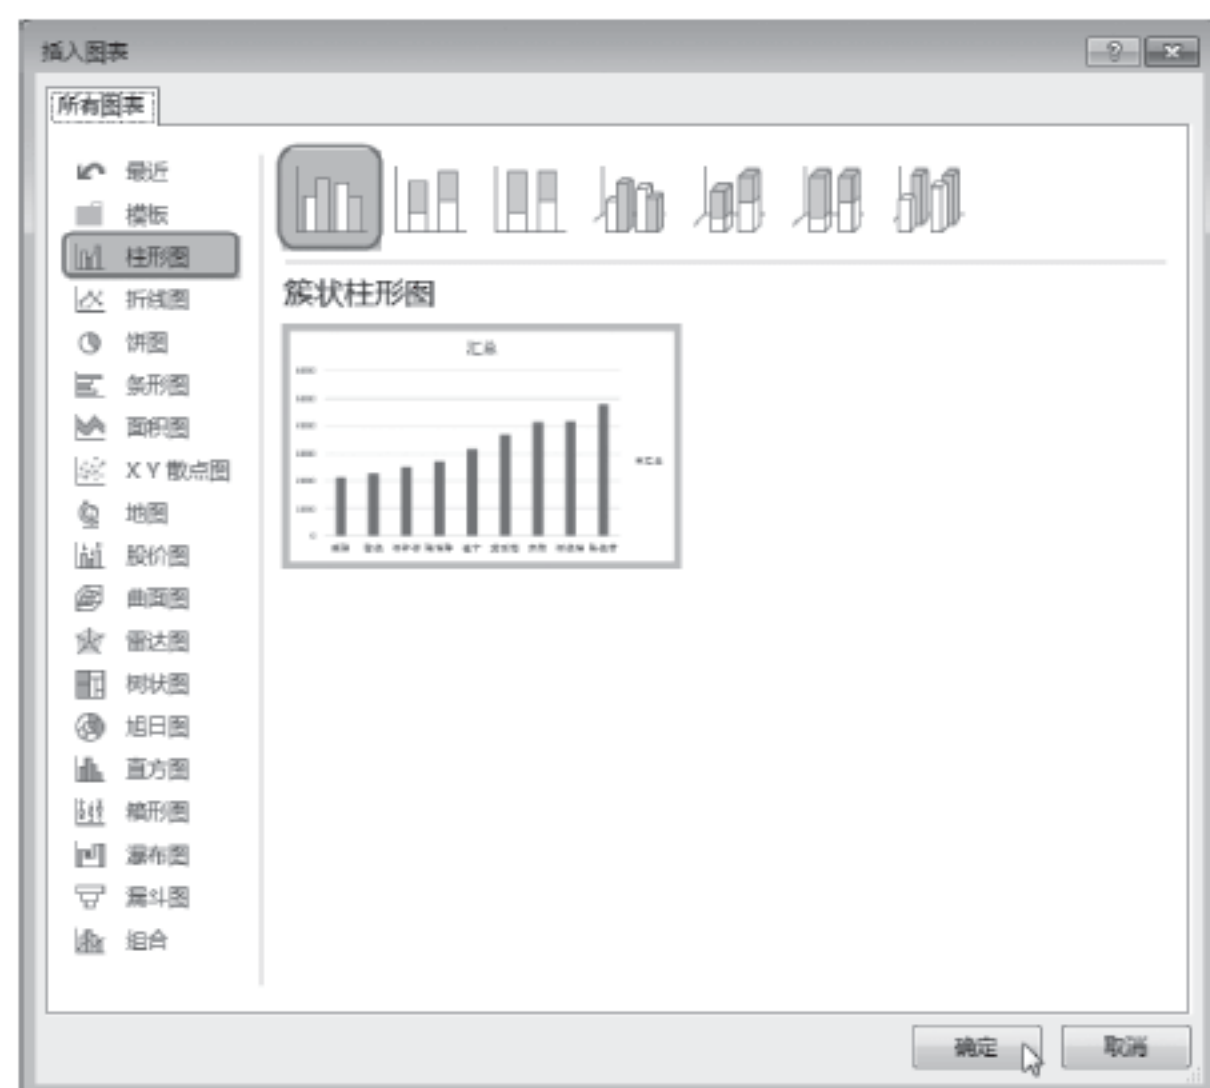 插入图表
所有图表
最近
模板
柱形图
折线图
饼图
条形图
面积图
X Y 散点图
地图
股价图
曲面图
雷达图
树状图
旭日图
直方图
箱形图
瀑布图
漏斗图
组合
簇状柱形图
汇总
0
确定
取消